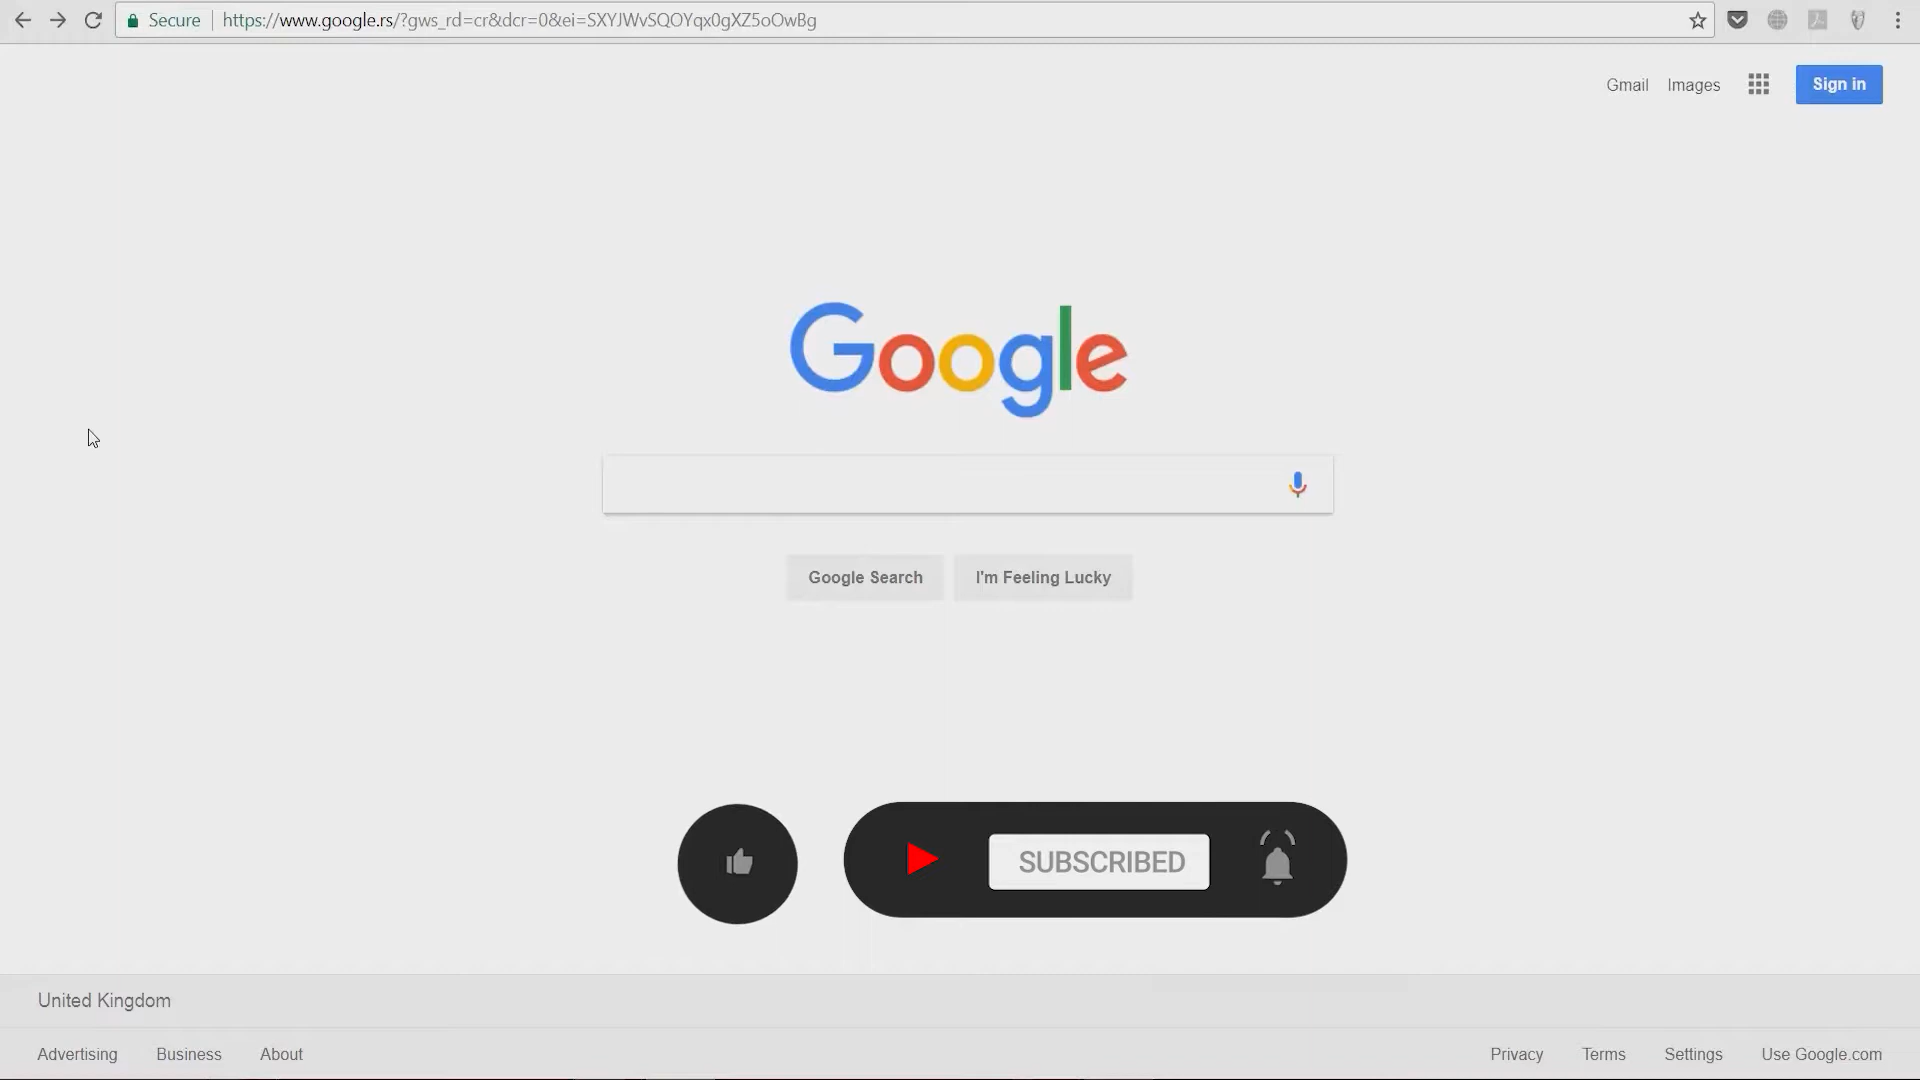 Secure https://www.google.rs/?gws_rd=cr&dcr=0&ei=SXYJWvSQOYqx0gXZ5oOwBg
Gmail Images Sign in
Google
Google Search I'm Feeling Lucky
SUBSCRIBED
United Kingdom
Advertising Business About Privacy Terms Settings Use Google.com